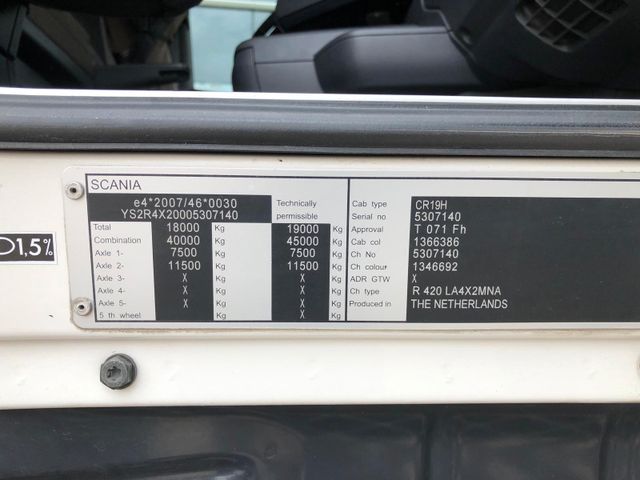 SCANIA
e4*2007/46*0030
YS2R4X20005307140
Technically permissible
Total 18000 Kg 19000 Kg
Combination 40000 Kg 45000 Kg
Axle 1- 7500 Kg 7500 Kg
Axle 2- 11500 Kg 11500 Kg
Axle 3- X Kg X Kg
Axle 4- X Kg X Kg
Axle 5- X Kg X Kg
5 th wheel Kg Kg
Cab type CR19H
Serial no 5307140
Approval T 071 Fh
Cab col 1366386
Ch No 5307140
Ch colour 1346692
ADR GTW X
Ch type R 420 LA4X2MNA
Produced in THE NETHERLANDS
1,5%